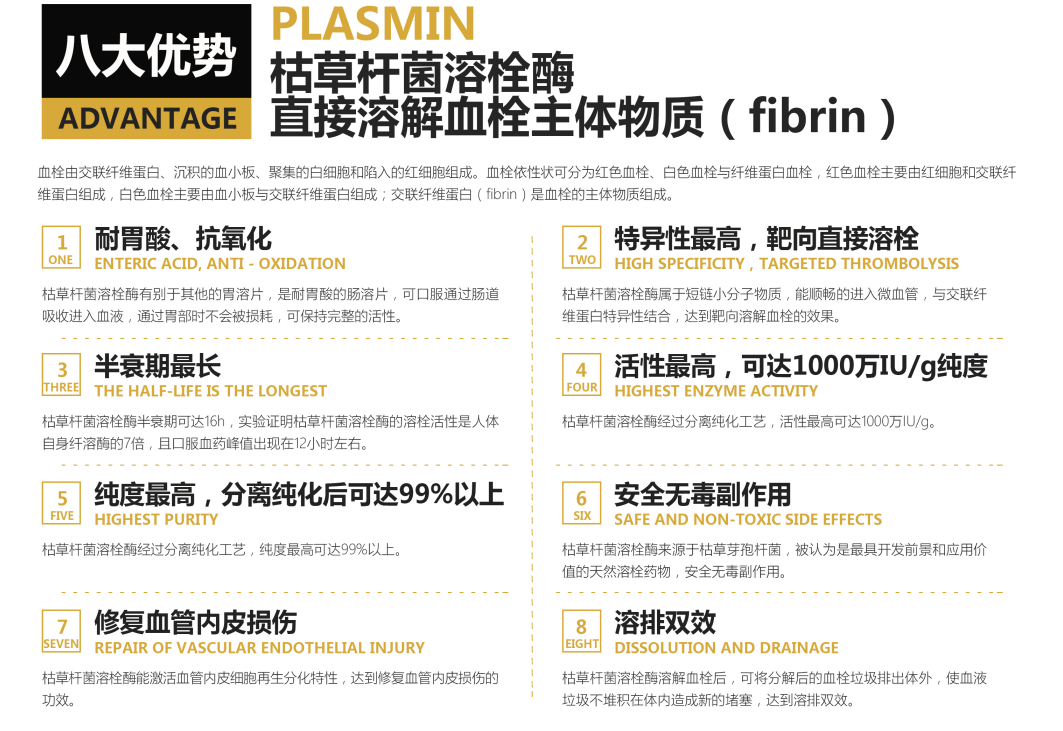 八大优势
ADVANTAGE
PLASMIN
枯草杆菌溶栓酶
直接溶解血栓主体物质（fibrin）
血栓由交联纤维蛋白、沉积的血小板、聚集的白细胞和陷入的红细胞组成。血栓依性状可分为红色血栓、白色血栓与纤维蛋白血栓，红色血栓主要由红细胞和交联纤
维蛋白组成，白色血栓主要由血小板与交联纤维蛋白组成；交联纤维蛋白（fibrin）是血栓的主体物质组成。
1
ONE
耐胃酸、抗氧化
ENTERIC ACID, ANTI - OXIDATION
枯草杆菌溶栓酶有别于其他的胃溶片，是耐胃酸的肠溶片，可口服通过肠道
吸收进入血液，通过胃部时不会被损耗，可保持完整的活性。
2
TWO
特异性最高，靶向直接溶栓
HIGH SPECIFICITY，TARGETED THROMBOLYSIS
枯草杆菌溶栓酶属于短链小分子物质，能顺畅的进入微血管，与交联纤
维蛋白特异性结合，达到靶向溶解血栓的效果。
3
THREE
半衰期最长
THE HALF-LIFE IS THE LONGEST
枯草杆菌溶栓酶半衰期可达16h，实验证明枯草杆菌溶栓酶的溶栓活性是人体
自身纤溶酶的7倍，且口服血药峰值出现在12小时左右。
4
FOUR
活性最高，可达1000万IU/g纯度
HIGHEST ENZYME ACTIVITY
枯草杆菌溶栓酶经过分离纯化工艺，活性最高可达1000万IU/g。
5
FIVE
纯度最高，分离纯化后可达99%以上
HIGHEST PURITY
枯草杆菌溶栓酶经过分离纯化工艺，纯度最高可达99%以上。
6
SIX
安全无毒副作用
SAFE AND NON-TOXIC SIDE EFFECTS
枯草杆菌溶栓酶来源于枯草芽孢杆菌，被认为是最具开发前景和应用价
值的天然溶栓药物，安全无毒副作用。
7
SEVEN
修复血管内皮损伤
REPAIR OF VASCULAR ENDOTHELIAL INJURY
枯草杆菌溶栓酶能激活血管内皮细胞再生分化特性，达到修复血管内皮损伤的
功效。
8
EIGHT
溶排双效
DISSOLUTION AND DRAINAGE
枯草杆菌溶栓酶溶解血栓后，可将分解后的血栓垃圾排出体外，使血液
垃圾不堆积在体内造成新的堵塞，达到溶排双效。